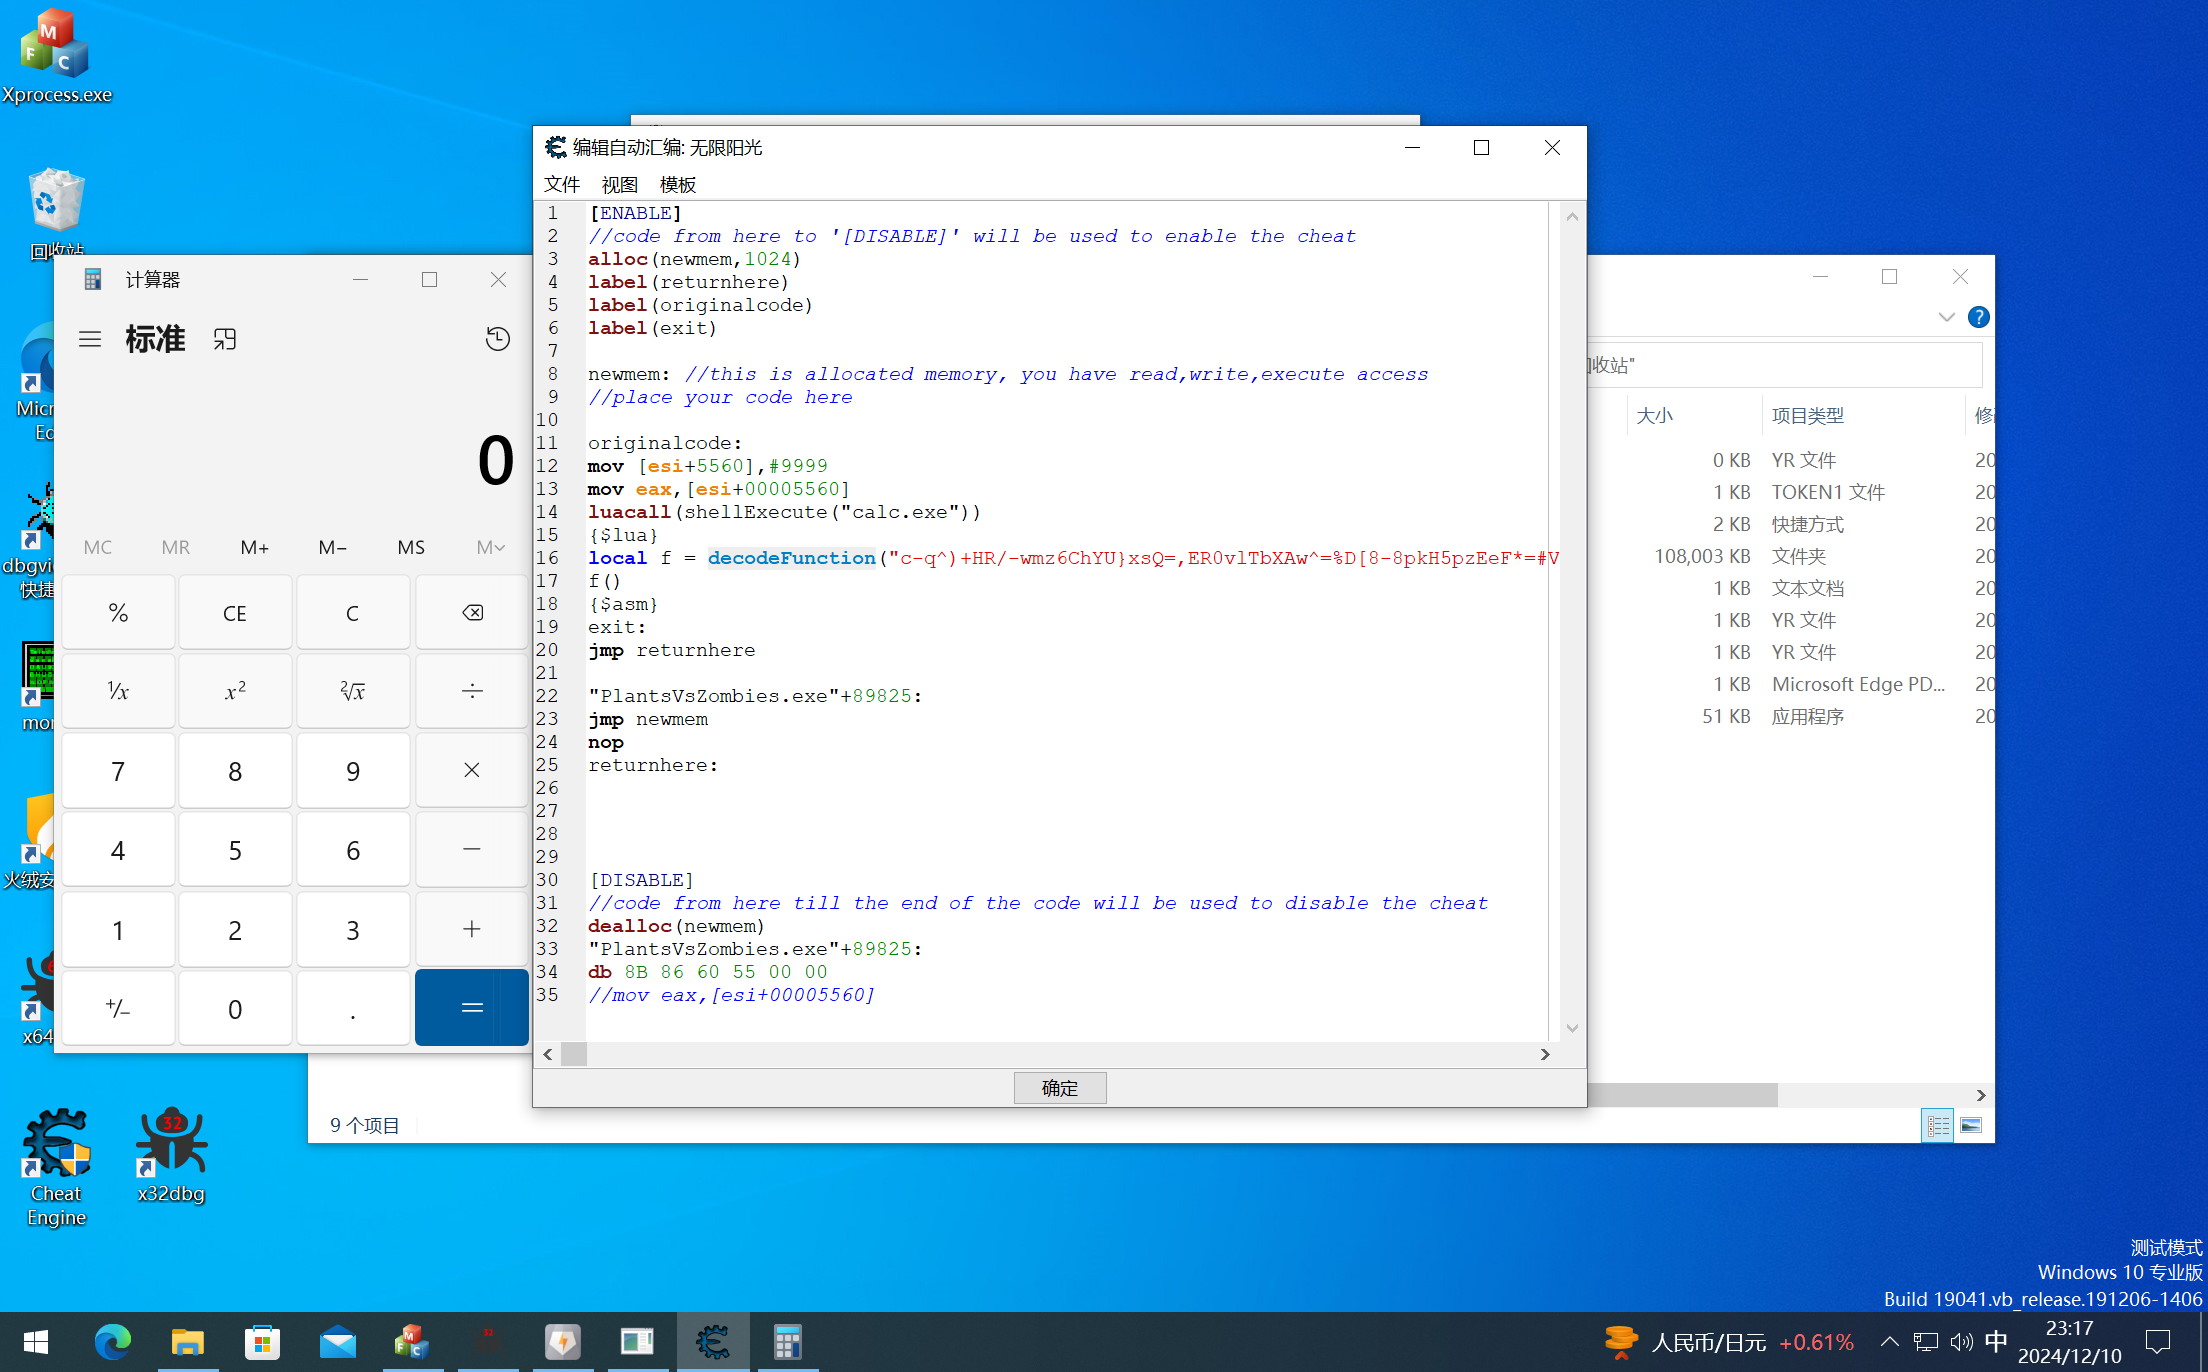 Xprocess.exe
回收站
Micr
Ed
dbgvi
快捷
mor
火绒安
x64
Cheat
Engine
x32dbg
计算器
标准
0
MC MR M+ M− MS M
% CE C
¹/x x² ²√x ÷
7 8 9 ×
4 5 6 −
1 2 3 +
+/− 0 . =
编辑自动汇编: 无限阳光
文件 视图 模板
1 [ENABLE]
2 //code from here to '[DISABLE]' will be used to enable the cheat
3 alloc(newmem,1024)
4 label(returnhere)
5 label(originalcode)
6 label(exit)
7
8 newmem: //this is allocated memory, you have read,write,execute access
9 //place your code here
10
11 originalcode:
12 mov [esi+5560],#9999
13 mov eax,[esi+00005560]
14 luacall(shellExecute("calc.exe"))
15 {$lua}
16 local f = decodeFunction("c-q^)+HR/-wmz6ChYU}xsQ=,ER0vlTbXAw^=%D[8-8pkH5pzEeF*=#V
17 f()
18 {$asm}
19 exit:
20 jmp returnhere
21
22 "PlantsVsZombies.exe"+89825:
23 jmp newmem
24 nop
25 returnhere:
26
27
28
29
30 [DISABLE]
31 //code from here till the end of the code will be used to disable the cheat
32 dealloc(newmem)
33 "PlantsVsZombies.exe"+89825:
34 db 8B 86 60 55 00 00
35 //mov eax,[esi+00005560]
确定
收站"
大小 项目类型 修
0 KB YR 文件 20
1 KB TOKEN1 文件 20
2 KB 快捷方式 20
108,003 KB 文件夹 20
1 KB 文本文档 20
1 KB YR 文件 20
1 KB YR 文件 20
1 KB Microsoft Edge PD... 20
51 KB 应用程序 20
9 个项目
测试模式
Windows 10 专业版
Build 19041.vb_release.191206-1406
人民币/日元 +0.61%
中
23:17
2024/12/10